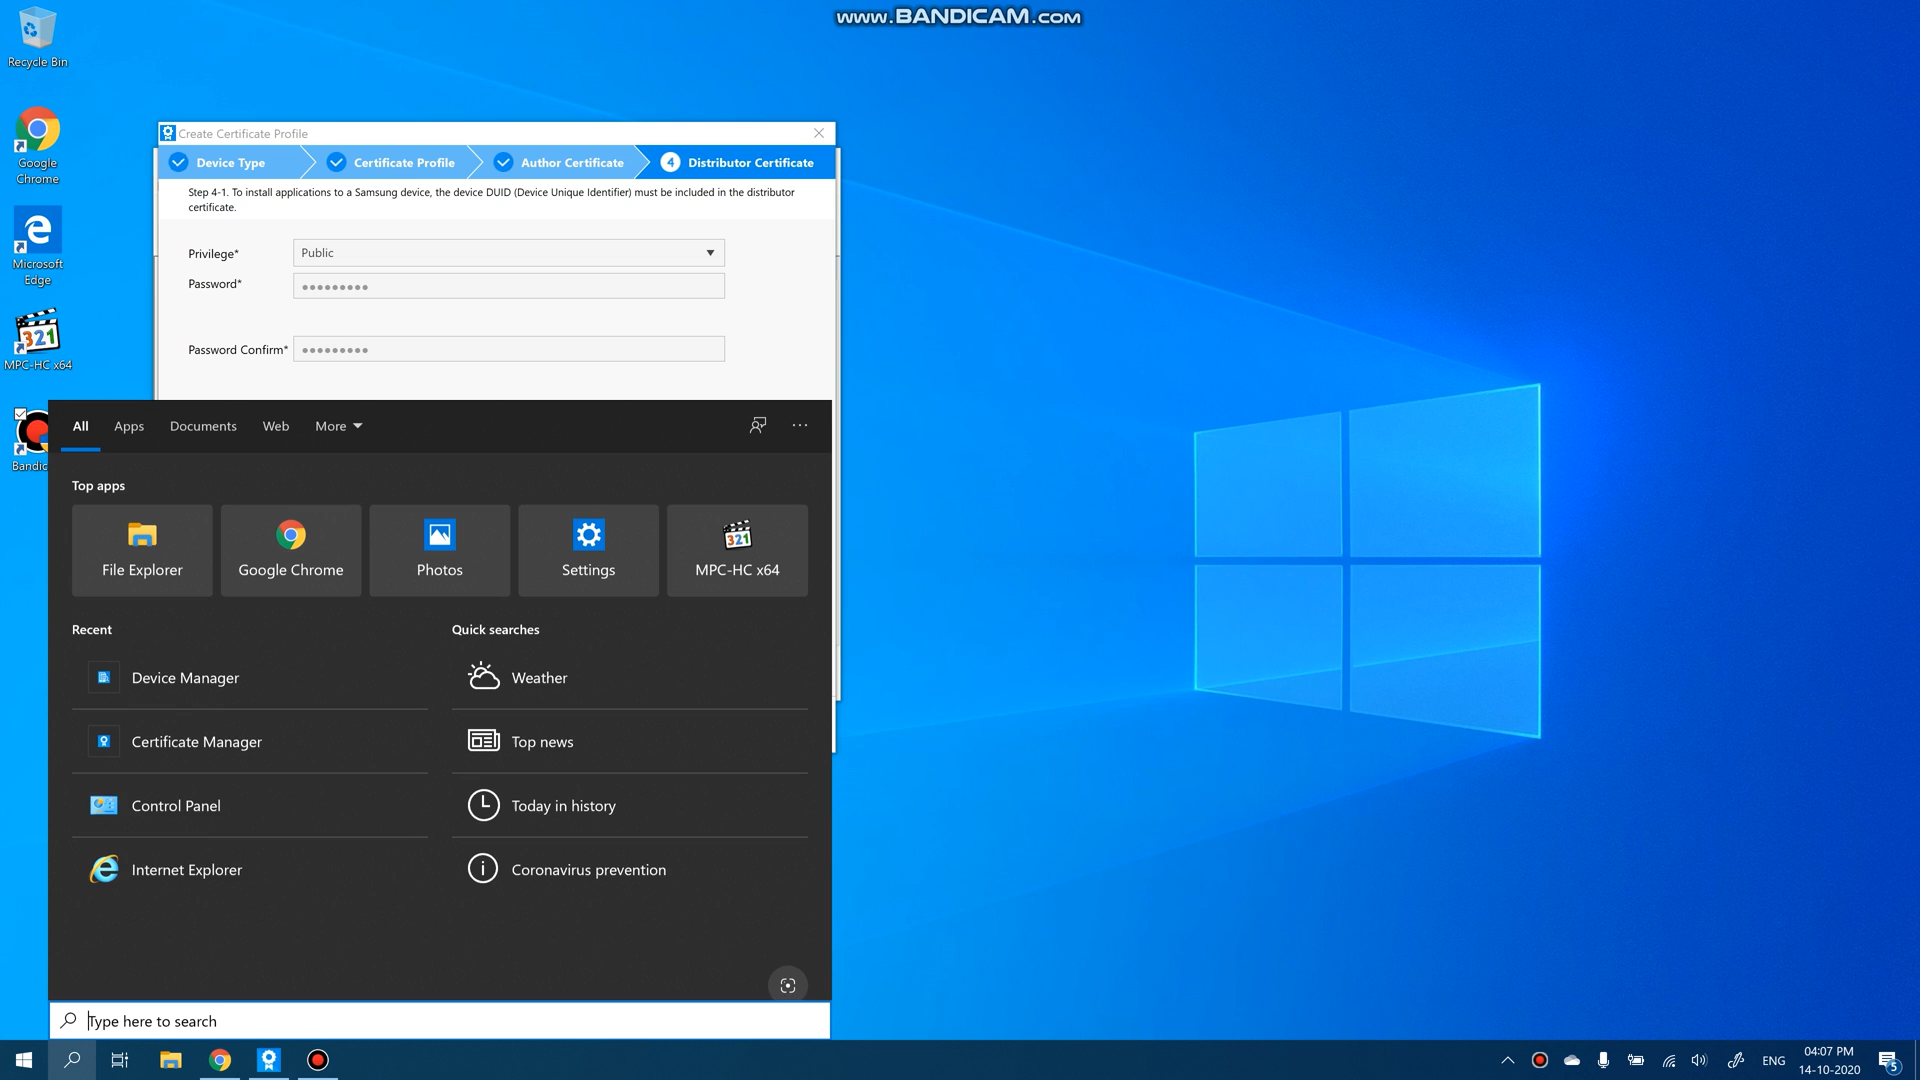 www.BANDICAM.com
Recycle Bin
Google
Chrome
Microsoft
Edge
MPC-HC x64
Bandic
Create Certificate Profile
Device Type
Certificate Profile
Author Certificate
4 Distributor Certificate
Step 4-1. To install applications to a Samsung device, the device DUID (Device Unique Identifier) must be included in the distributor
certificate.
Privilege* Public
Password* ●●●●●●●●●
Password Confirm* ●●●●●●●●●
All Apps Documents Web More
Top apps
File Explorer
Google Chrome
Photos
Settings
321
MPC-HC x64
Recent
Device Manager
Certificate Manager
Control Panel
Internet Explorer
Quick searches
Weather
Top news
Today in history
Coronavirus prevention
Type here to search
ENG
04:07 PM
14-10-2020
5